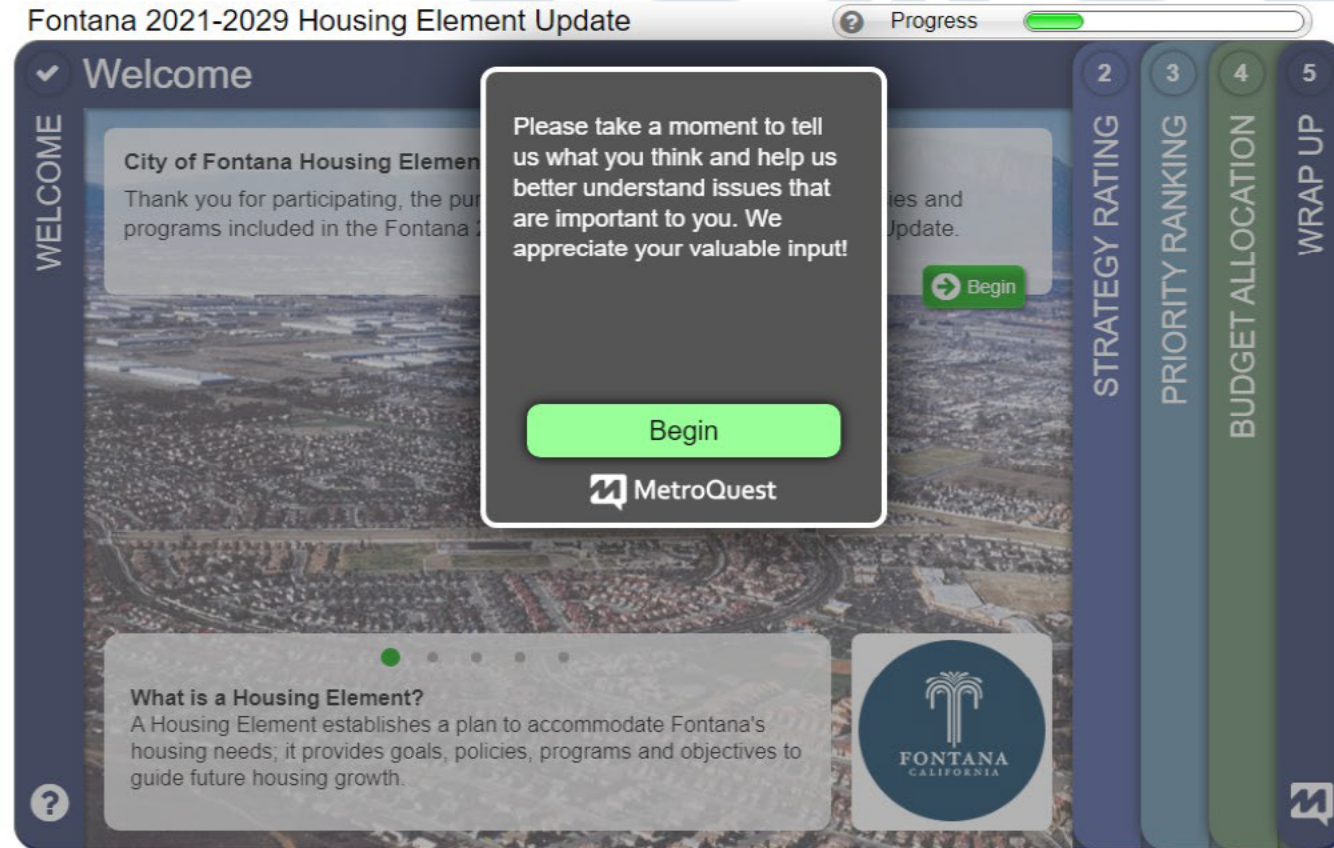 Fontana 2021-2029 Housing Element Update
? Progress
Welcome
WELCOME
City of Fontana Housing Elemen
Thank you for participating, the pur
ies and
programs included in the Fontana
Update.
Begin
Please take a moment to tell
us what you think and help us
better understand issues that
are important to you. We
appreciate your valuable input!
Begin
MetroQuest
What is a Housing Element?
A Housing Element establishes a plan to accommodate Fontana's
housing needs; it provides goals, policies, programs and objectives to
guide future housing growth.
FONTANA
CALIFORNIA
?
2
STRATEGY RATING
3
PRIORITY RANKING
4
BUDGET ALLOCATION
5
WRAP UP